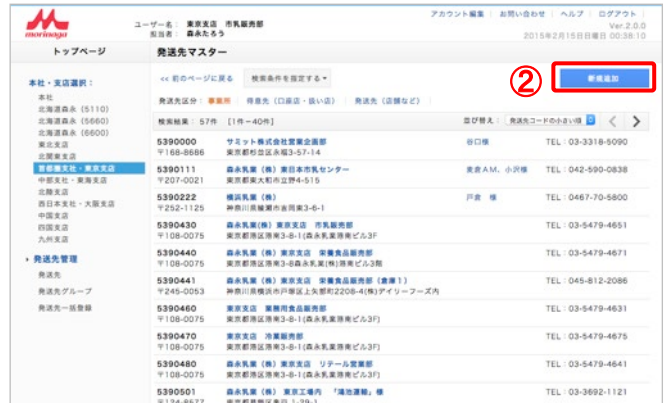 morinaga
ユーザー名： 東京支店 市乳販売部
担当者： 森永たろう
アカウント編集 | お問い合わせ | ヘルプ | ログアウト
Ver.2.0.0
2015年2月15日日曜日 00:38:10
トップページ
発送先マスター
本社・支店選択：
本社
北海道森永 (5110)
北海道森永 (5660)
北海道森永 (6600)
東北支店
北関東支店
首都圏支社・東京支店
中部支社・東海支店
北陸支店
西日本支社・大阪支店
中国支店
四国支店
九州支店
発送先管理
発送先
発送先グループ
発送先一括登録
<< 前のページに戻る
検索条件を指定する
②
新規追加
発送先区分： 事業所 | 特直先（口座店・扱い店） | 発送先（店舗など）
検索結果： 57件 [1件－40件]
並び替え： 発送先コードの小さい順
5390000 サミット株式会社営業企画部 谷口様 TEL：03-3318-5090
〒168-8686 東京都杉並区永福3-57-14
5390111 森永乳業（株）東日本市乳センター TEL：042-590-0838
〒207-0021 東京都東大和市立野4-515
5390222 横浜乳業（株） 戸倉 様 TEL：0467-70-5800
〒252-1125 神奈川県綾瀬市吉岡東3-6-1
5390430 森永乳業(株）東京支店 市乳販売部 TEL：03-5479-4651
〒108-0075 東京都港区港南3-8-1(森永乳業港南ビル3F
5390440 森永乳業（株）東京支店 栄養食品販売部 TEL：03-5479-4671
〒108-0075 東京都港区港南3-8森永乳業(株)港南ビル3階
5390441 森永乳業（株）東京支店 栄養食品販売部（倉庫１） TEL：045-812-2086
〒245-0053 神奈川県横浜市戸塚区上矢部町2208-4(株)デイリーフーズ内
5390460 東京支店 業務用食品販売部 TEL：03-5479-4631
〒108-0075 東京都港区港南3-8-1(森永乳業港南ビル3F)
5390470 東京支店 冷菓販売部 TEL：03-5479-4675
〒108-0075 東京都港区港南3-8-1(森永乳業港南ビル3F)
5390480 森永乳業（株）東京支店 リテール営業部 TEL：03-5479-4641
〒108-0075 東京都港区港南3-8-1(森永乳業港南ビル3F)
5390501 森永乳業（株） 東京工場内 「鴻池運輸」様 TEL：03-3692-1121